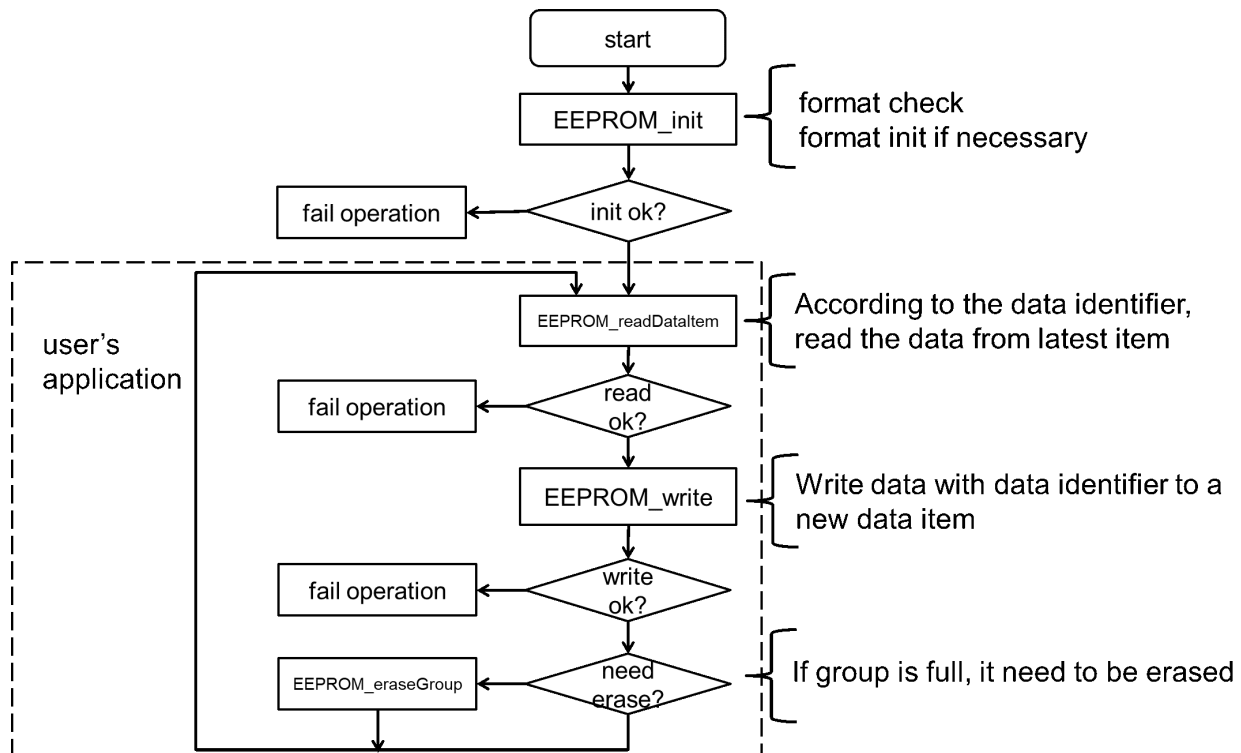 start
EEPROM_init
format check
format init if necessary
init ok?
fail operation
user's
application
EEPROM_readDataItem
According to the data identifier,
read the data from latest item
read
ok?
fail operation
EEPROM_write
Write data with data identifier to a
new data item
write
ok?
fail operation
need
erase?
EEPROM_eraseGroup
If group is full, it need to be erased